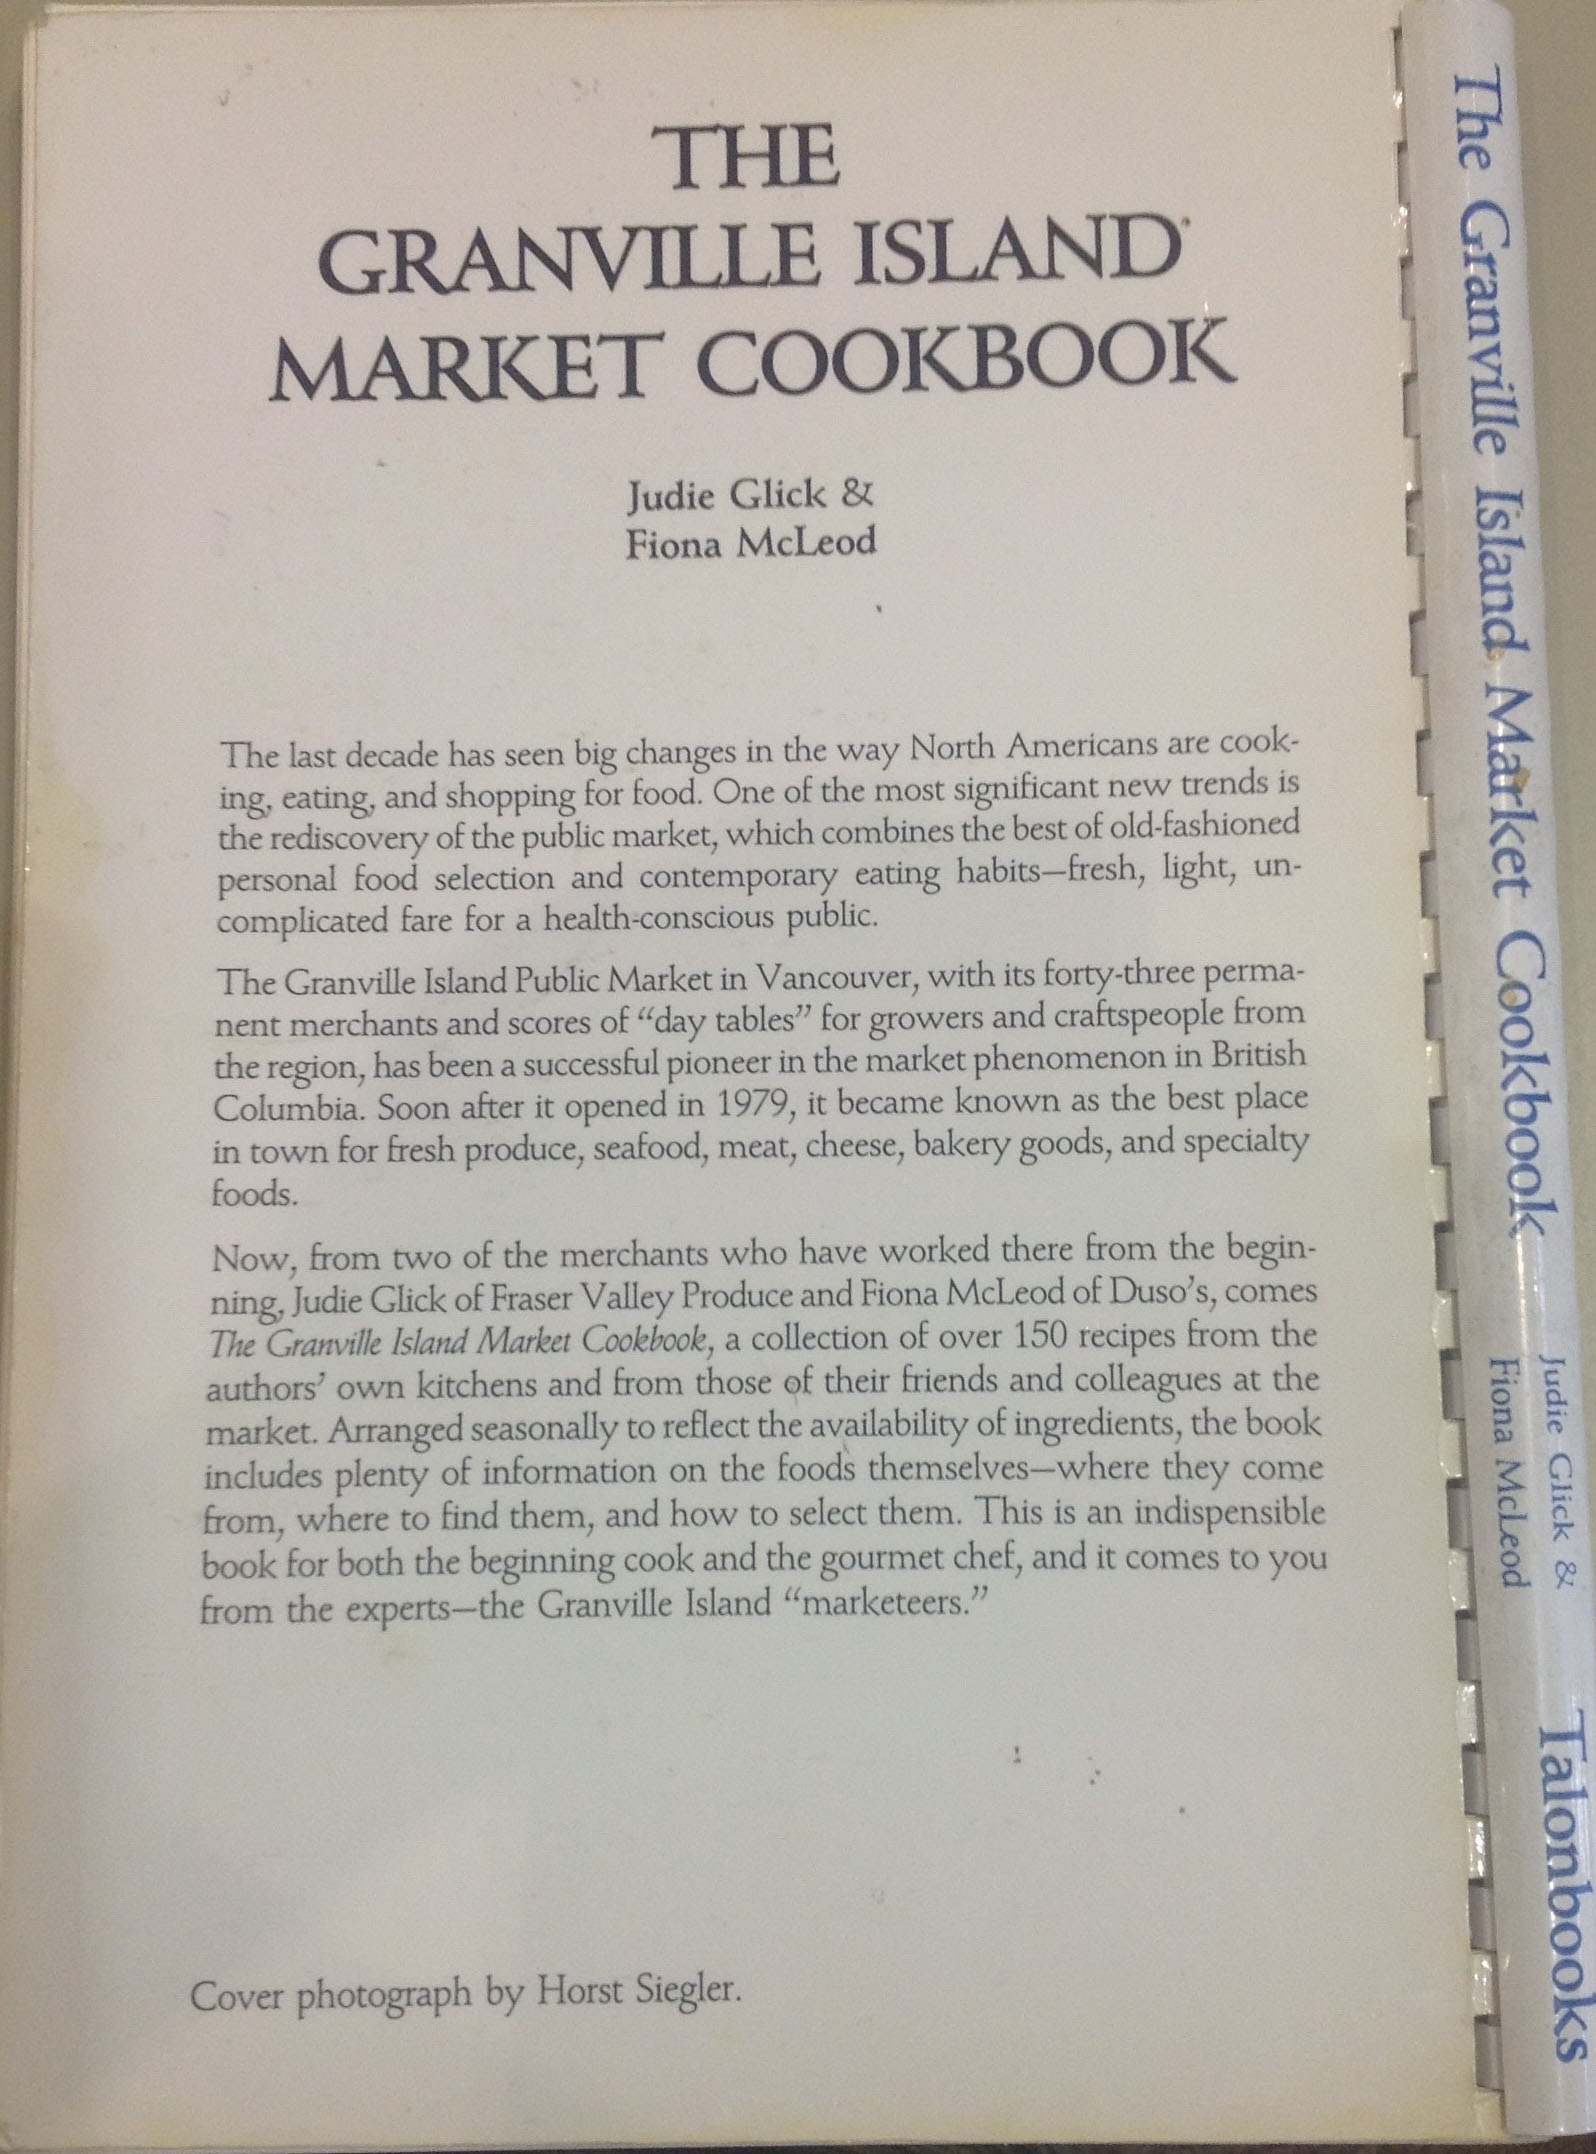 THE
GRANVILLE ISLAND
MARKET COOKBOOK
Judie Glick &
Fiona McLeod
The last decade has seen big changes in the way North Americans are cook-
ing, eating, and shopping for food. One of the most significant new trends is
the rediscovery of the public market, which combines the best of old-fashioned
personal food selection and contemporary eating habits—fresh, light, un-
complicated fare for a health-conscious public.
The Granville Island Public Market in Vancouver, with its forty-three perma-
nent merchants and scores of “day tables” for growers and craftspeople from
the region, has been a successful pioneer in the market phenomenon in British
Columbia. Soon after it opened in 1979, it became known as the best place
in town for fresh produce, seafood, meat, cheese, bakery goods, and specialty
foods.
Now, from two of the merchants who have worked there from the begin-
ning, Judie Glick of Fraser Valley Produce and Fiona McLeod of Duso’s, comes
The Granville Island Market Cookbook, a collection of over 150 recipes from the
authors’ own kitchens and from those of their friends and colleagues at the
market. Arranged seasonally to reflect the availability of ingredients, the book
includes plenty of information on the foods themselves—where they come
from, where to find them, and how to select them. This is an indispensible
book for both the beginning cook and the gourmet chef, and it comes to you
from the experts—the Granville Island “marketeers.”
Cover photograph by Horst Siegler.
The Granville Island Market Cookbook
Judie Glick &
Fiona McLeod
Talonbooks